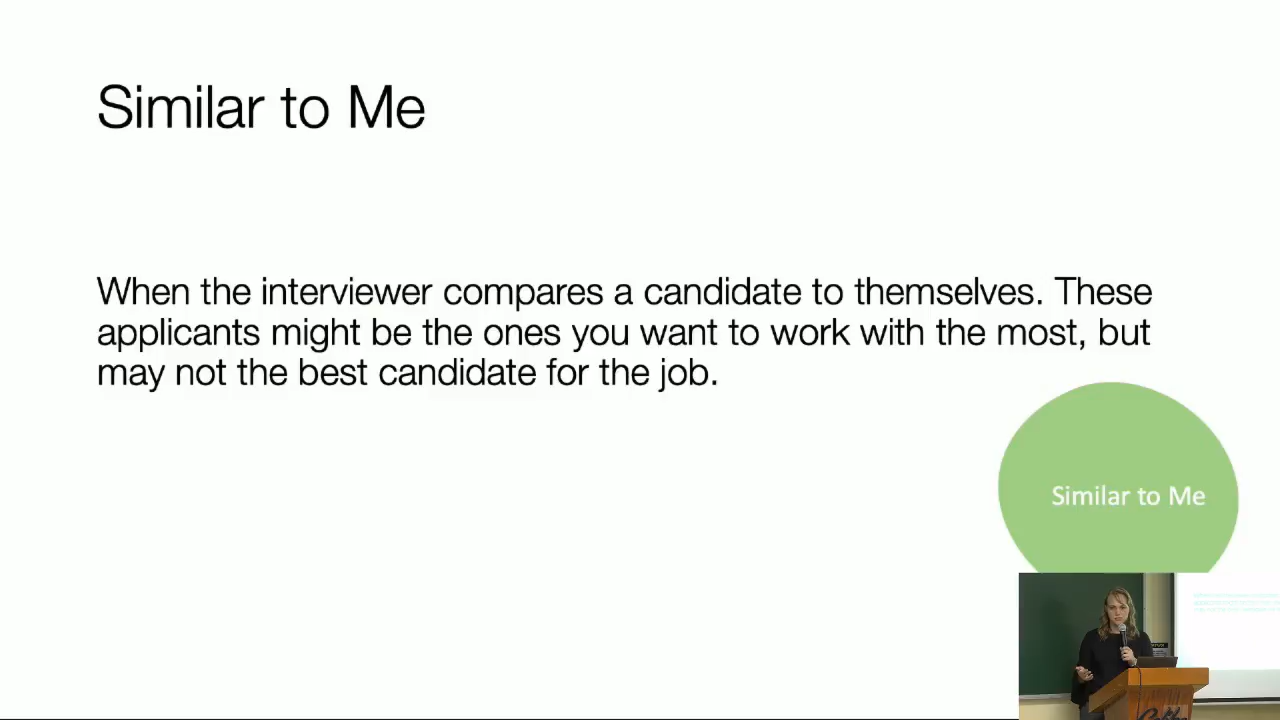 Similar to Me
When the interviewer compares a candidate to themselves. These
applicants might be the ones you want to work with the most, but
may not the best candidate for the job.
Similar to Me